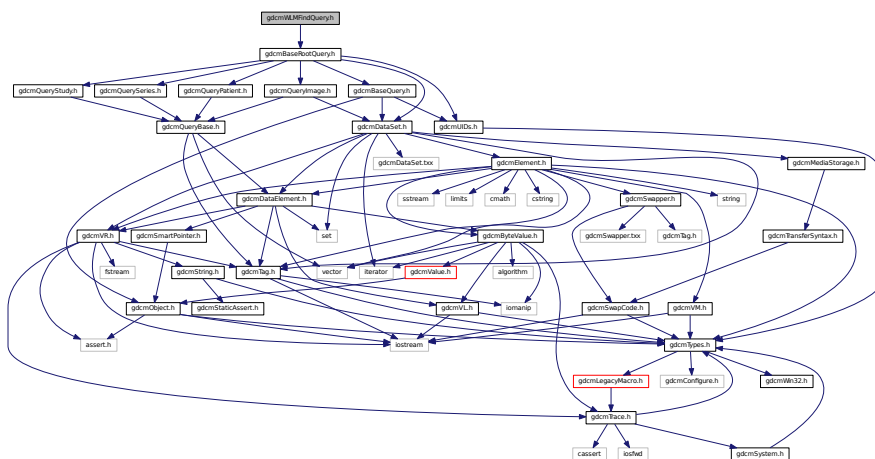 gdcmWLMFindQuery.h
gdcmBaseRootQuery.h
gdcmQueryStudy.h
gdcmQuerySeries.h
gdcmQueryPatient.h
gdcmQueryImage.h
gdcmBaseQuery.h
gdcmQueryBase.h
gdcmDataSet.h
gdcmUIDs.h
gdcmDataSet.txx
gdcmElement.h
gdcmMediaStorage.h
gdcmDataElement.h
sstream
limits
cmath
cstring
gdcmSwapper.h
string
gdcmVR.h
gdcmSmartPointer.h
set
gdcmByteValue.h
gdcmSwapper.txx
gdcmTag.h
gdcmTransferSyntax.h
fstream
gdcmString.h
gdcmTag.h
vector
iterator
gdcmValue.h
algorithm
gdcmObject.h
gdcmStaticAssert.h
gdcmVL.h
iomanip
gdcmSwapCode.h
gdcmVM.h
assert.h
iostream
gdcmTypes.h
gdcmLegacyMacro.h
gdcmConfigure.h
gdcmWin32.h
gdcmTrace.h
cassert
iosfwd
gdcmSystem.h